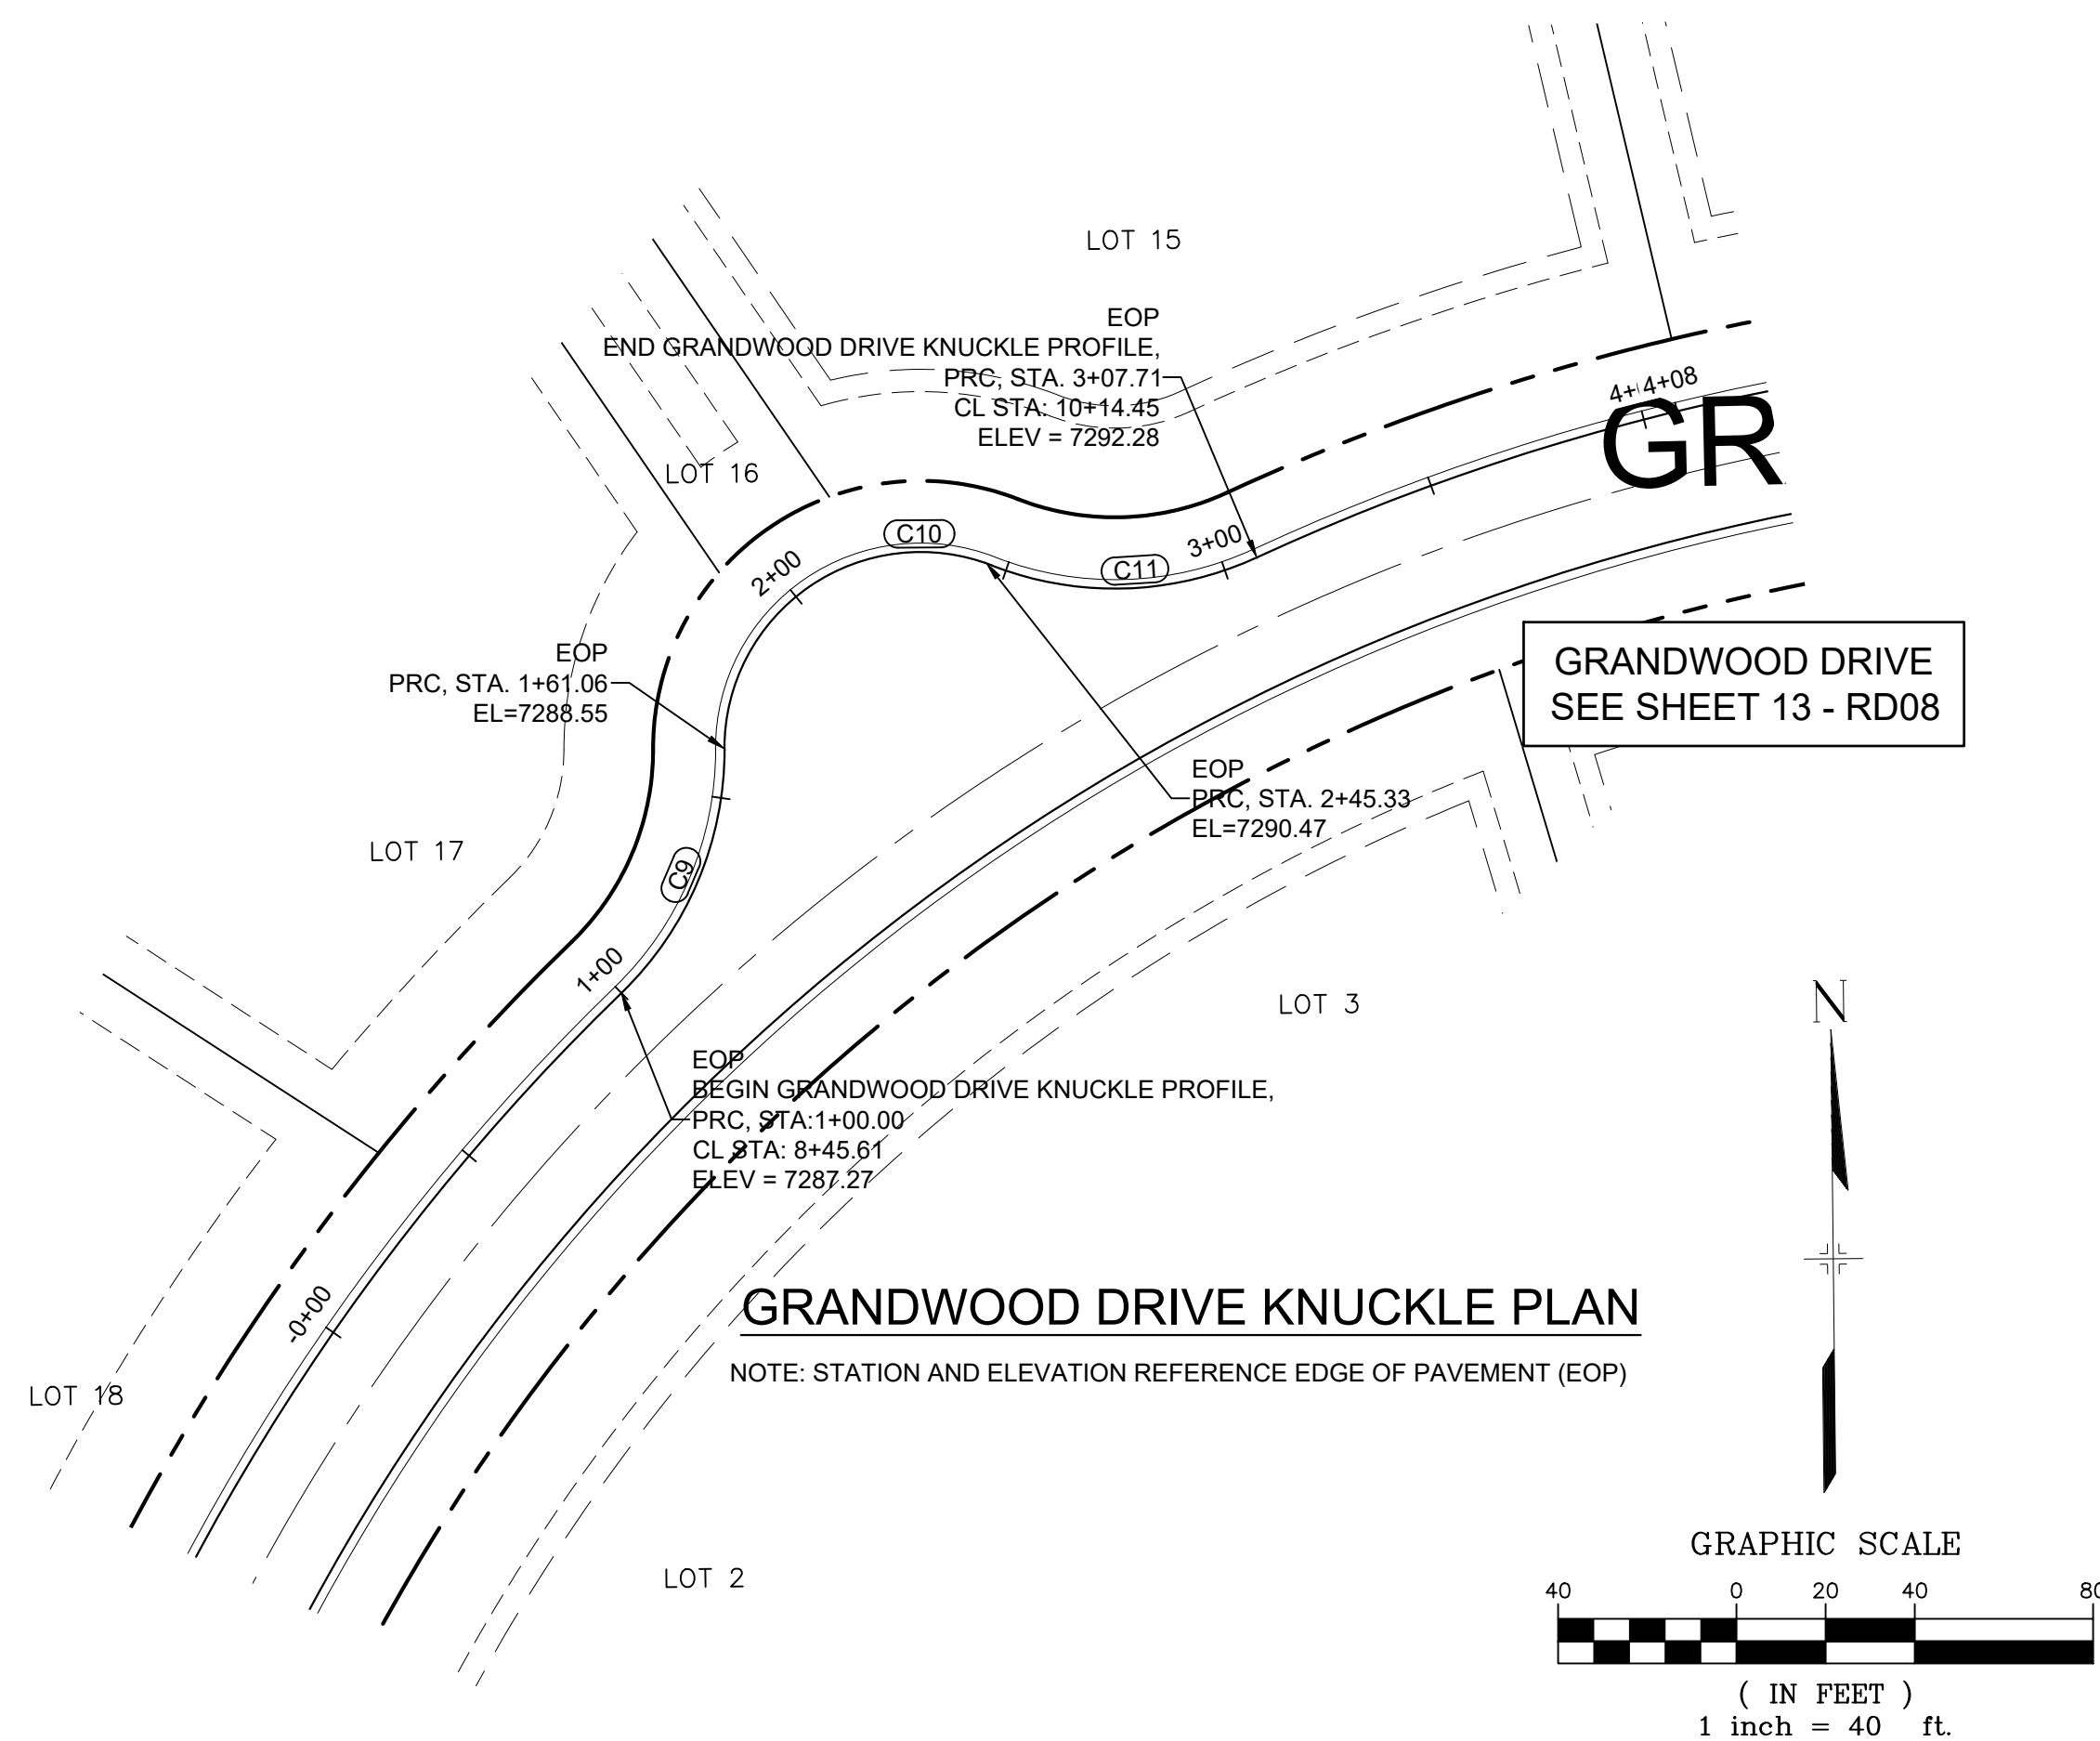 LOT 15
EOP
END GRANDWOOD DRIVE KNUCKLE PROFILE,
PRC, STA. 3+07.71
CL STA: 10+14.45
ELEV = 7292.28
4+08
GR
LOT 16
C10
3+00
C11
2+00
EOP
PRC, STA. 1+61.06
EL=7288.55
GRANDWOOD DRIVE
SEE SHEET 13 - RD08
EOP
PRC, STA. 2+45.33
EL=7290.47
LOT 17
C9
1+00
LOT 3
N
EOP
BEGIN GRANDWOOD DRIVE KNUCKLE PROFILE,
PRC, STA:1+00.00
CL STA: 8+45.61
ELEV = 7287.27
-0+00
GRANDWOOD DRIVE KNUCKLE PLAN
NOTE: STATION AND ELEVATION REFERENCE EDGE OF PAVEMENT (EOP)
LOT 18
LOT 2
GRAPHIC SCALE
40 0 20 40 80
( IN FEET )
1 inch = 40 ft.